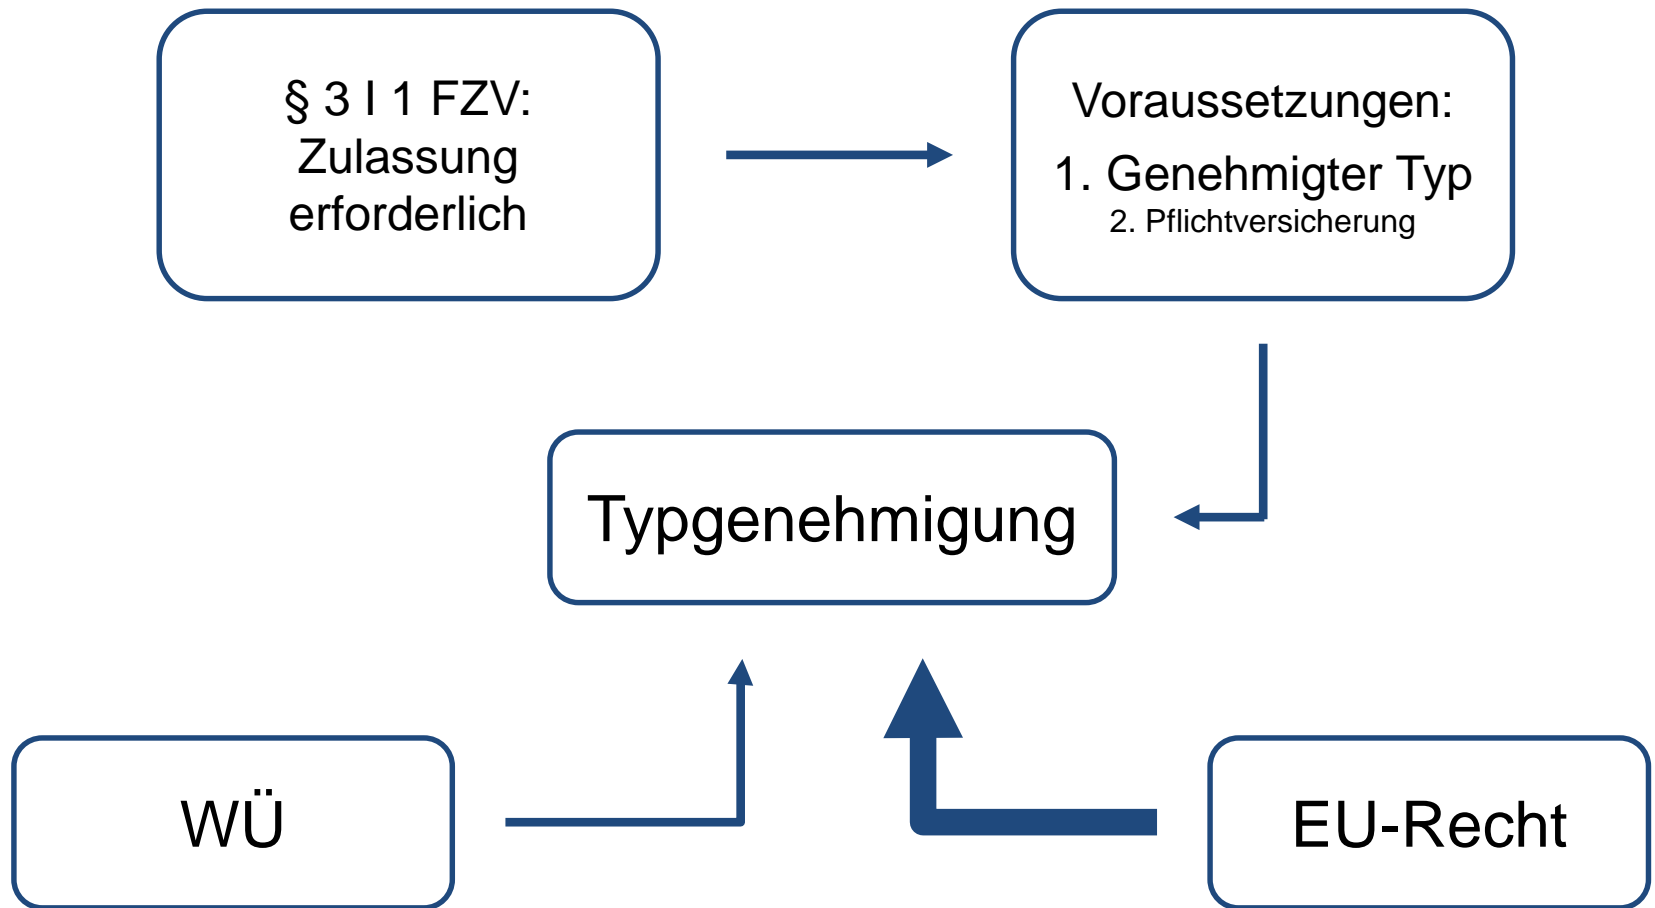 § 3 I 1 FZV:
Zulassung
erforderlich
Voraussetzungen:
1. Genehmigter Typ
2. Pflichtversicherung
Typgenehmigung
WÜ
EU-Recht